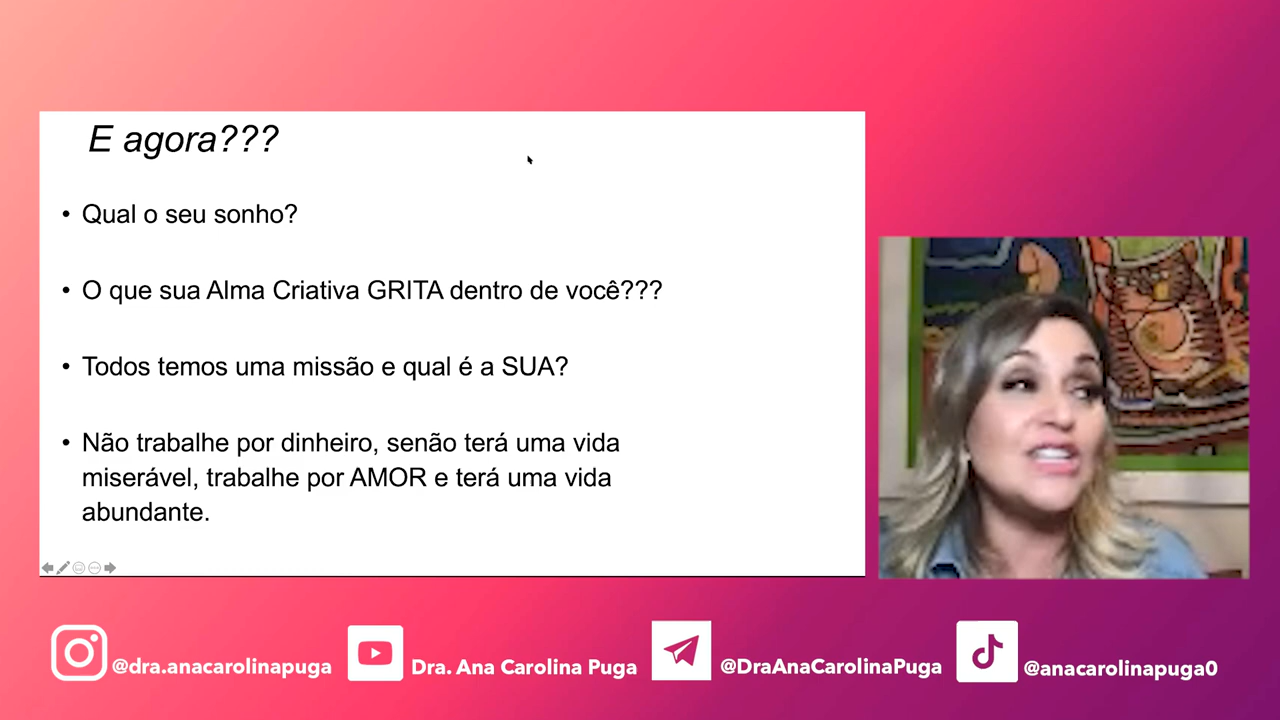 E agora???
• Qual o seu sonho?
• O que sua Alma Criativa GRITA dentro de você???
• Todos temos uma missão e qual é a SUA?
• Não trabalhe por dinheiro, senão terá uma vida
miserável, trabalhe por AMOR e terá uma vida
abundante.
@dra.anacarolinapuga
Dra. Ana Carolina Puga
@DraAnaCarolinaPuga
@anacarolinapuga0